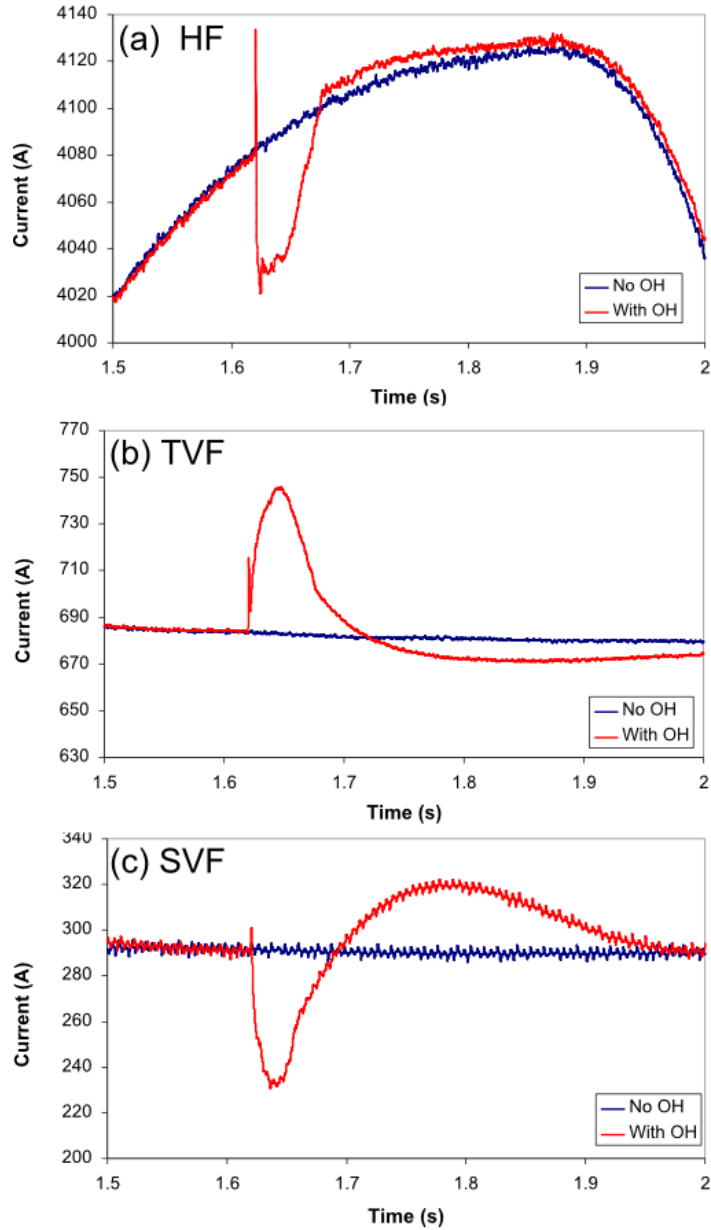 (a) HF
4140
4120
4100
4080
4060
4040
4020
4000
Current (A)
No OH
With OH
1.5 1.6 1.7 1.8 1.9 2
Time (s)
(b) TVF
770
750
730
710
690
670
650
630
Current (A)
No OH
With OH
1.5 1.6 1.7 1.8 1.9 2
Time (s)
(c) SVF
340
320
300
280
260
240
220
200
Current (A)
No OH
With OH
1.5 1.6 1.7 1.8 1.9 2
Time (s)